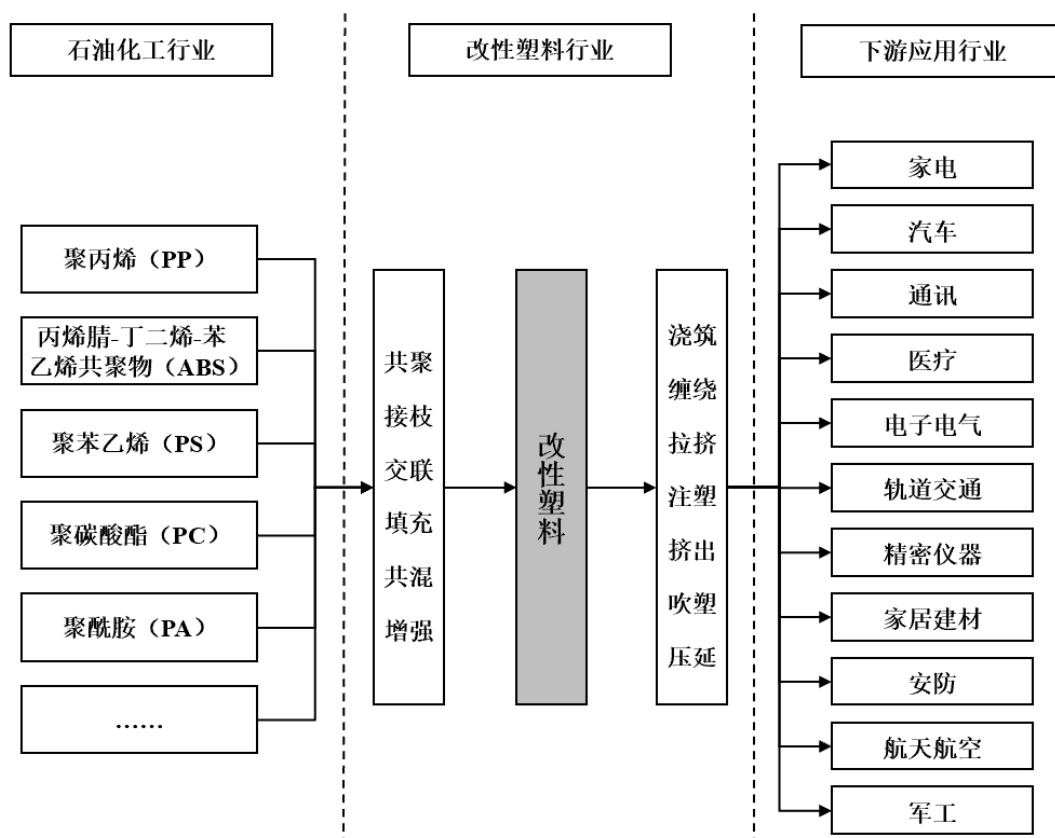 石油化工行业
改性塑料行业
下游应用行业
聚丙烯（PP）
丙烯腈-丁二烯-苯
乙烯共聚物（ABS）
聚苯乙烯（PS）
聚碳酸酯（PC）
聚酰胺（PA）
……
共聚
接枝
交联
填充
共混
增强
改性塑料
浇筑
缠绕
拉挤
注塑
挤出
吹塑
压延
家电
汽车
通讯
医疗
电子电气
轨道交通
精密仪器
家居建材
安防
航天航空
军工